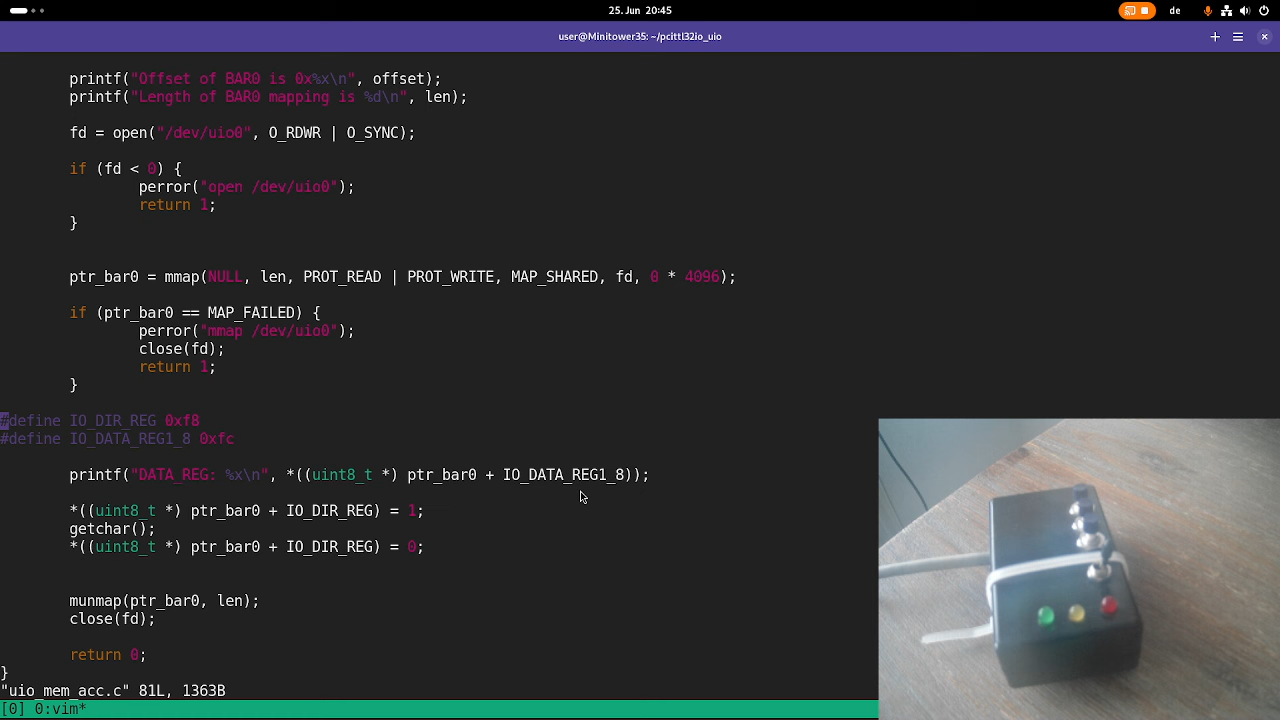 25. Jun 20:45
de
user@Minitower35: ~/pcittl32io_uio
printf("Offset of BAR0 is 0x%x\n", offset);
printf("Length of BAR0 mapping is %d\n", len);
fd = open("/dev/uio0", O_RDWR | O_SYNC);
if (fd < 0) {
perror("open /dev/uio0");
return 1;
}
ptr_bar0 = mmap(NULL, len, PROT_READ | PROT_WRITE, MAP_SHARED, fd, 0 * 4096);
if (ptr_bar0 == MAP_FAILED) {
perror("mmap /dev/uio0");
close(fd);
return 1;
}
#define IO_DIR_REG 0xf8
#define IO_DATA_REG1_8 0xfc
printf("DATA_REG: %x\n", *((uint8_t *) ptr_bar0 + IO_DATA_REG1_8));
*((uint8_t *) ptr_bar0 + IO_DIR_REG) = 1;
getchar();
*((uint8_t *) ptr_bar0 + IO_DIR_REG) = 0;
munmap(ptr_bar0, len);
close(fd);
return 0;
}
"uio_mem_acc.c" 81L, 1363B
[0] 0:vim*